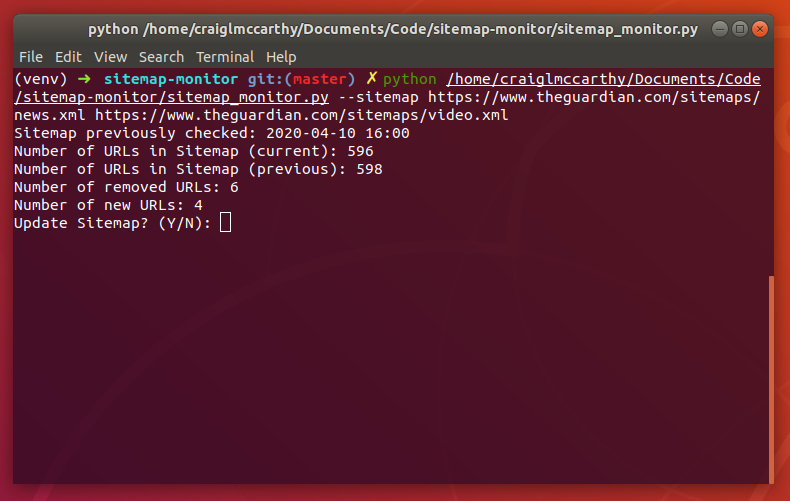 python /home/craiglmccarthy/Documents/Code/sitemap-monitor/sitemap_monitor.py
File Edit View Search Terminal Help
(venv) ➜ sitemap-monitor git:(master) ✗ python /home/craiglmccarthy/Documents/Code
/sitemap-monitor/sitemap_monitor.py --sitemap https://www.theguardian.com/sitemaps/
news.xml https://www.theguardian.com/sitemaps/video.xml
Sitemap previously checked: 2020-04-10 16:00
Number of URLs in Sitemap (current): 596
Number of URLs in Sitemap (previous): 598
Number of removed URLs: 6
Number of new URLs: 4
Update Sitemap? (Y/N):